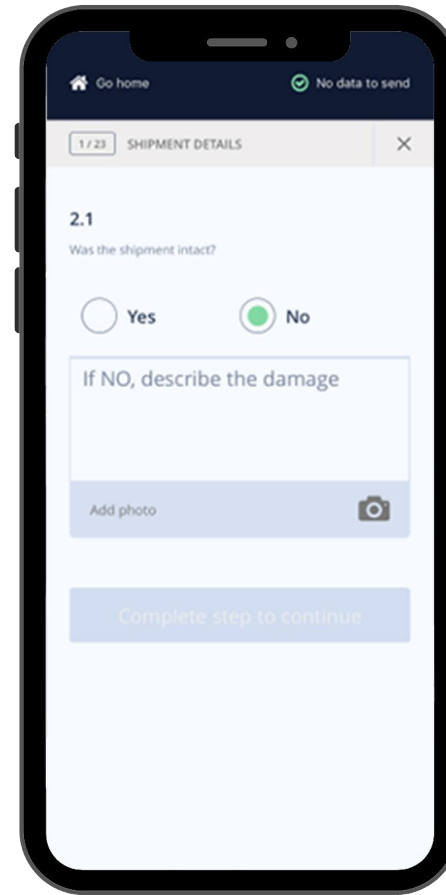 Go home
No data to send
1 / 23 SHIPMENT DETAILS
2.1
Was the shipment intact?
Yes
No
If NO, describe the damage
Add photo
Complete step to continue